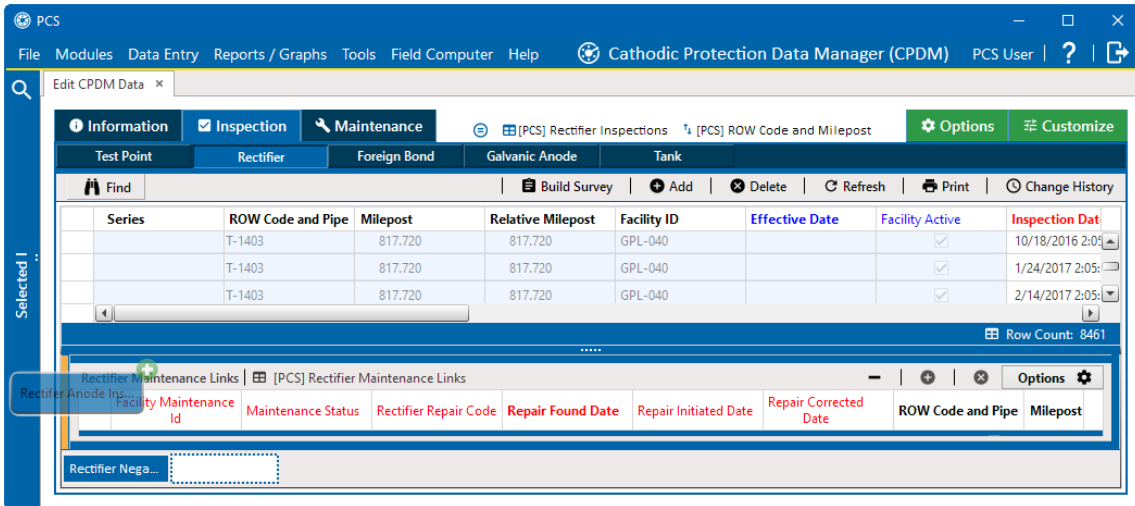 PCS
File Modules Data Entry Reports / Graphs Tools Field Computer Help Cathodic Protection Data Manager (CPDM) PCS User | ? |
Edit CPDM Data ×
Information Inspection Maintenance [PCS] Rectifier Inspections [PCS] ROW Code and Milepost Options Customize
Test Point Rectifier Foreign Bond Galvanic Anode Tank
Find | Build Survey | Add | Delete | Refresh | Print | Change History
Series ROW Code and Pipe Milepost Relative Milepost Facility ID Effective Date Facility Active Inspection Dat
T-1403 817.720 817.720 GPL-040 10/18/2016 2:05
T-1403 817.720 817.720 GPL-040 1/24/2017 2:05:
T-1403 817.720 817.720 GPL-040 2/14/2017 2:05:
Selected I
Row Count: 8461
Rectifier Maintenance Links | [PCS] Rectifier Maintenance Links Options
Rectifier Anode Ins...
Facility Maintenance Id Maintenance Status Rectifier Repair Code Repair Found Date Repair Initiated Date Repair Corrected Date ROW Code and Pipe Milepost
Rectifier Nega...